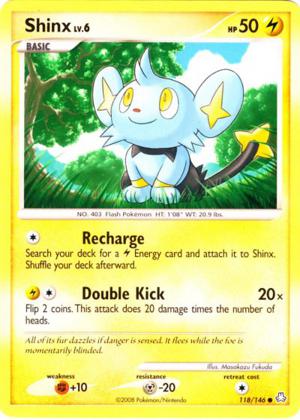 Shinx LV.6 HP 50
BASIC
NO. 403 Flash Pokémon HT: 1'08" WT: 20.9 lbs.
Recharge
Search your deck for a Energy card and attach it to Shinx.
Shuffle your deck afterward.
Double Kick 20×
Flip 2 coins. This attack does 20 damage times the number of
heads.
All of its fur dazzles if danger is sensed. It flees while the foe is
momentarily blinded.
weakness resistance retreat cost
+10 -20
Illus. Masakazu Fukuda
©2008 Pokémon/Nintendo 118/146